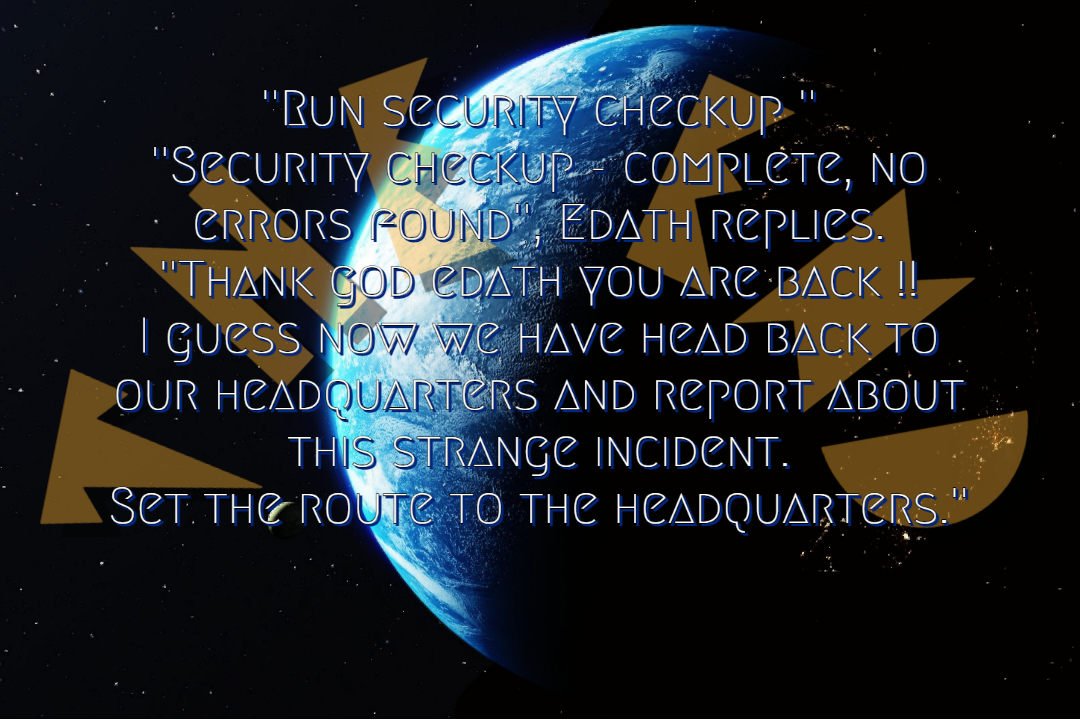 "Run security checkup "
"Security checkup - complete, no
errors found", Edath replies.
"Thank god edath you are back !!
I guess now we have head back to
our headquarters and report about
this strange incident.
Set the route to the headquarters."